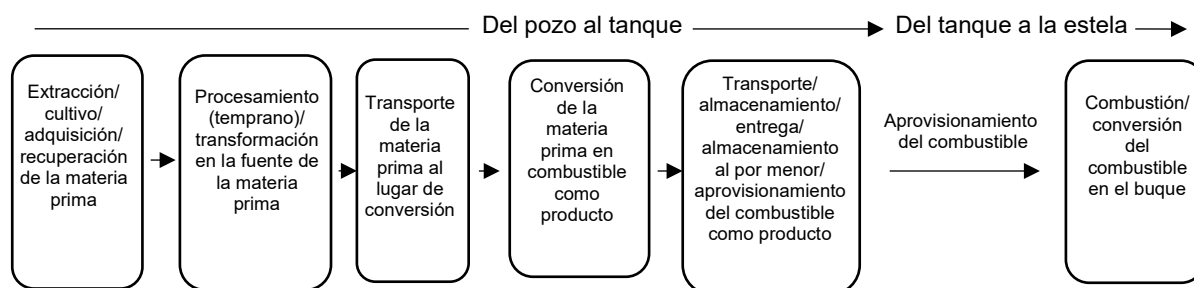 Del pozo al tanque
Del tanque a la estela
Extracción/
cultivo/
adquisición/
recuperación
de la materia
prima
Procesamiento
(temprano)/
transformación
en la fuente de
la materia
prima
Transporte
de la
materia
prima al
lugar de
conversión
Conversión
de la
materia
prima en
combustible
como
producto
Transporte/
almacenamiento/
entrega/
almacenamiento
al por menor/
aprovisionamiento
del combustible
como producto
Aprovisionamiento
del combustible
Combustión/
conversión
del
combustible
en el buque